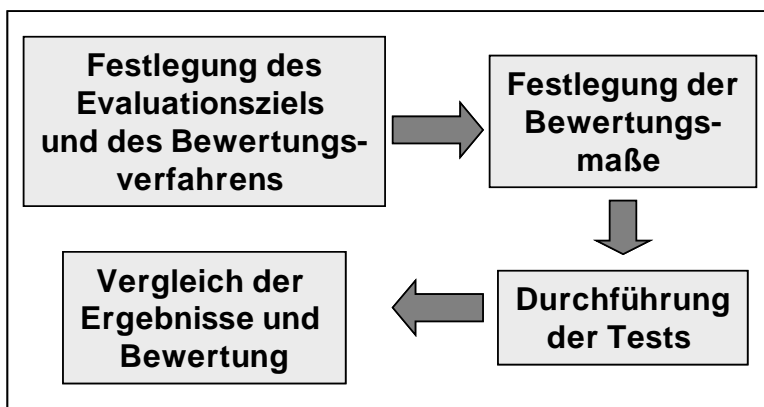 Festlegung des
Evaluationsziels
und des Bewertungs-
verfahrens
Festlegung der
Bewertungs-
maße
Durchführung
der Tests
Vergleich der
Ergebnisse und
Bewertung